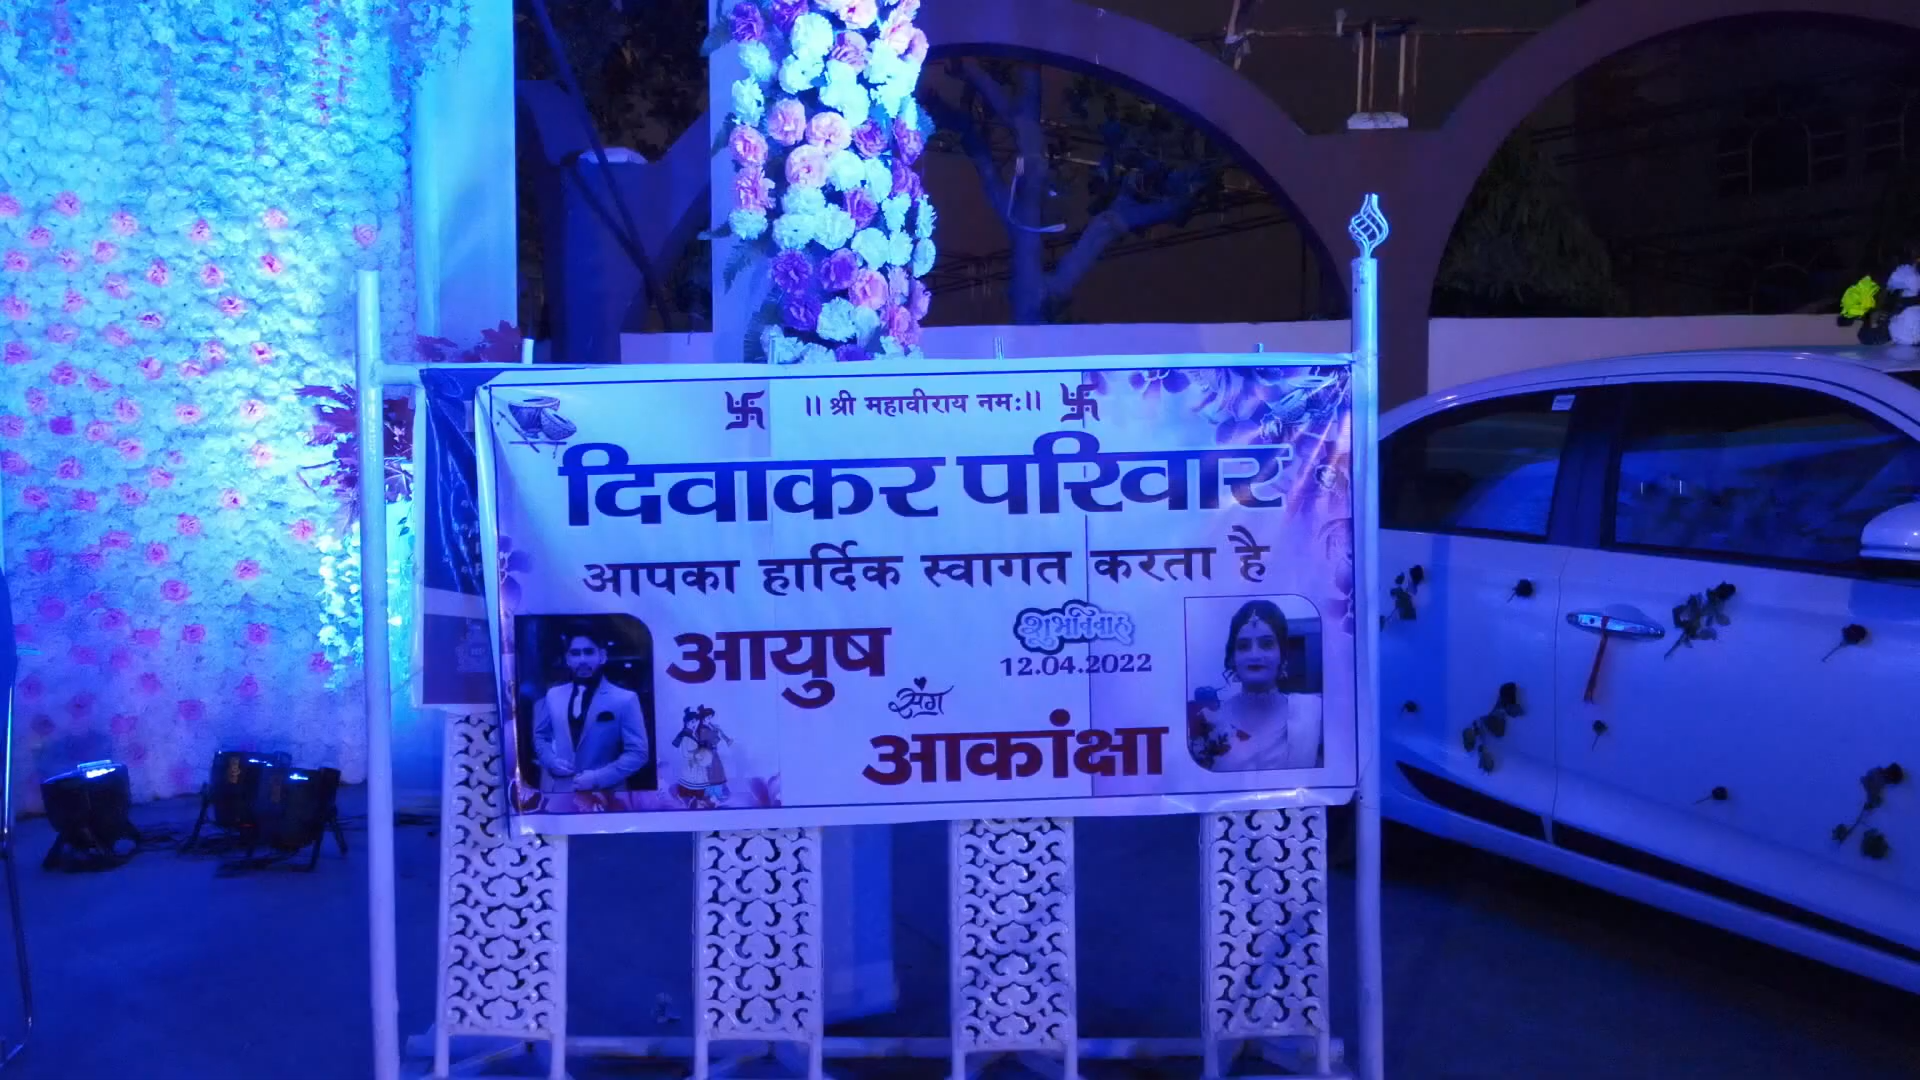 ॥ श्री महावीराय नमः॥
दिवाकर परिवार
आपका हार्दिक स्वागत करता है
आयुष
शुभविवाह
12.04.2022
संग
आकांक्षा